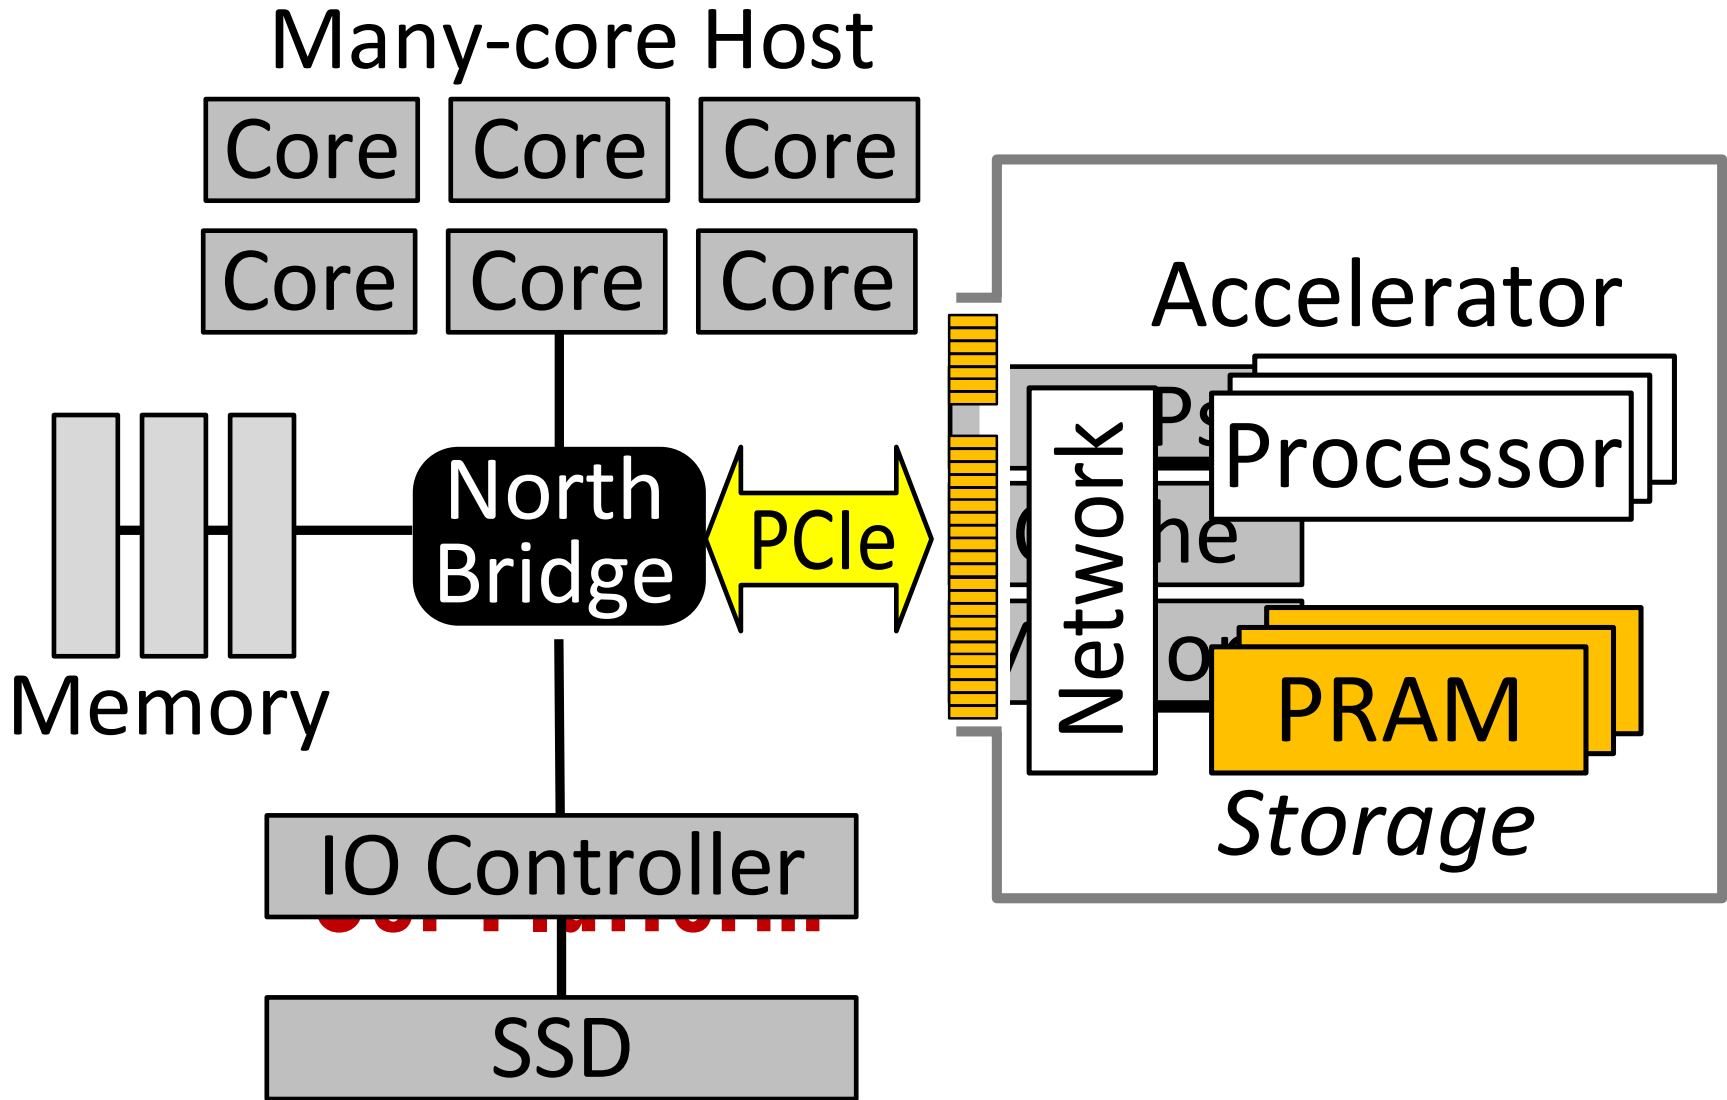 Many-core Host
Core Core Core
Core Core Core
Accelerator
Processor
Network
North
Bridge
PCIe
Memory
PRAM
Storage
IO Controller
SSD